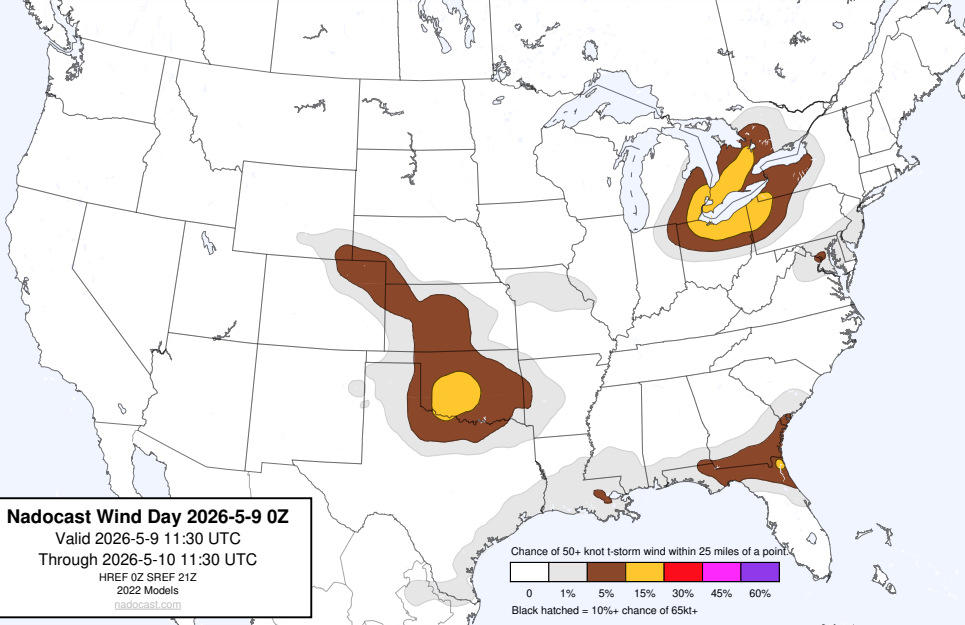 Nadocast Wind Day 2026-5-9 0Z
Valid 2026-5-9 11:30 UTC
Through 2026-5-10 11:30 UTC
HREF 0Z SREF 21Z
2022 Models
nadocast.com
Chance of 50+ knot t-storm wind within 25 miles of a point.
0 1% 5% 15% 30% 45% 60%
Black hatched = 10%+ chance of 65kt+